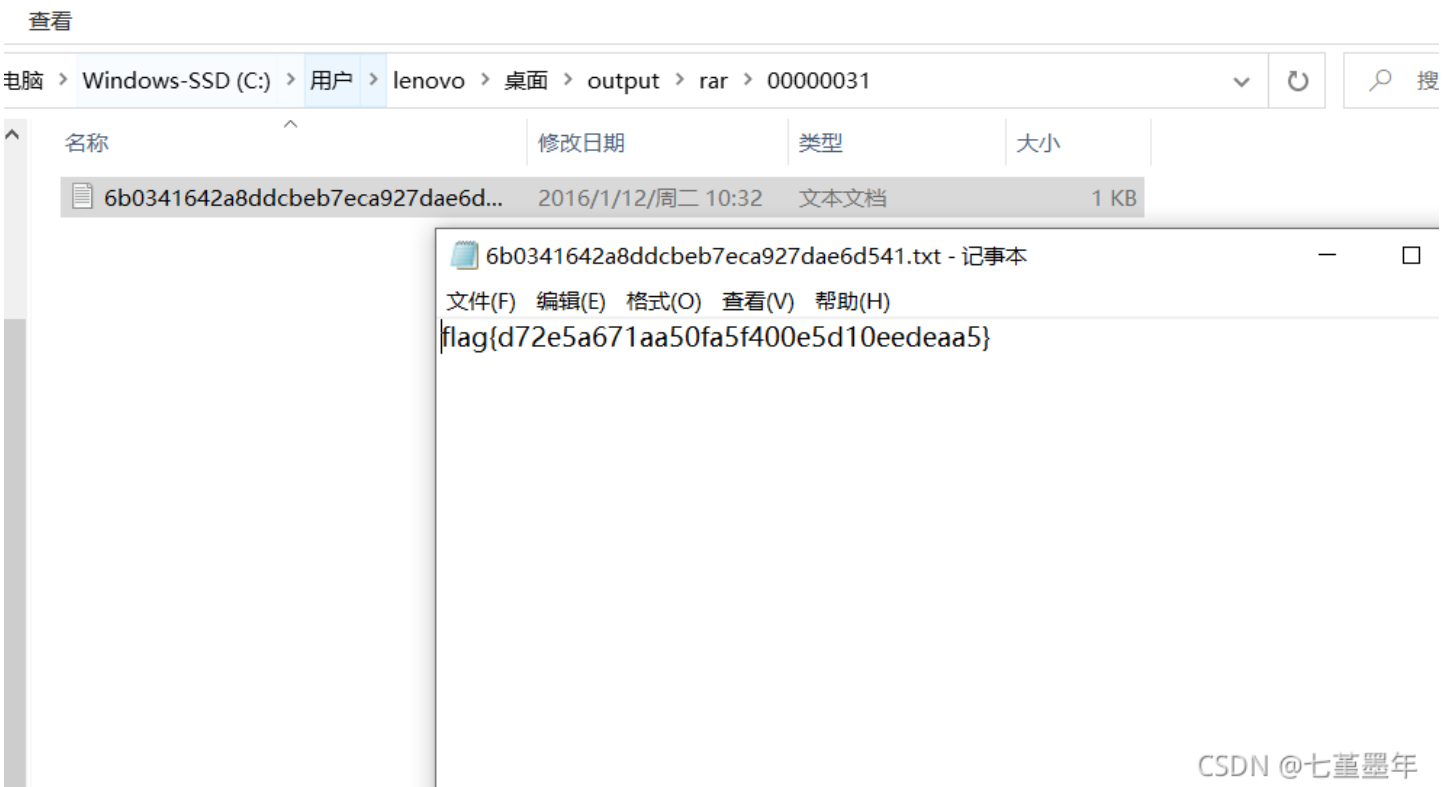 查看
电脑 > Windows-SSD (C:) > 用户 > lenovo > 桌面 > output > rar > 00000031 搜
名称 修改日期 类型 大小
6b0341642a8ddcbeb7eca927dae6d... 2016/1/12/周二 10:32 文本文档 1 KB
6b0341642a8ddcbeb7eca927dae6d541.txt - 记事本
文件(F) 编辑(E) 格式(O) 查看(V) 帮助(H)
flag{d72e5a671aa50fa5f400e5d10eedeaa5}
CSDN @七堇墨年